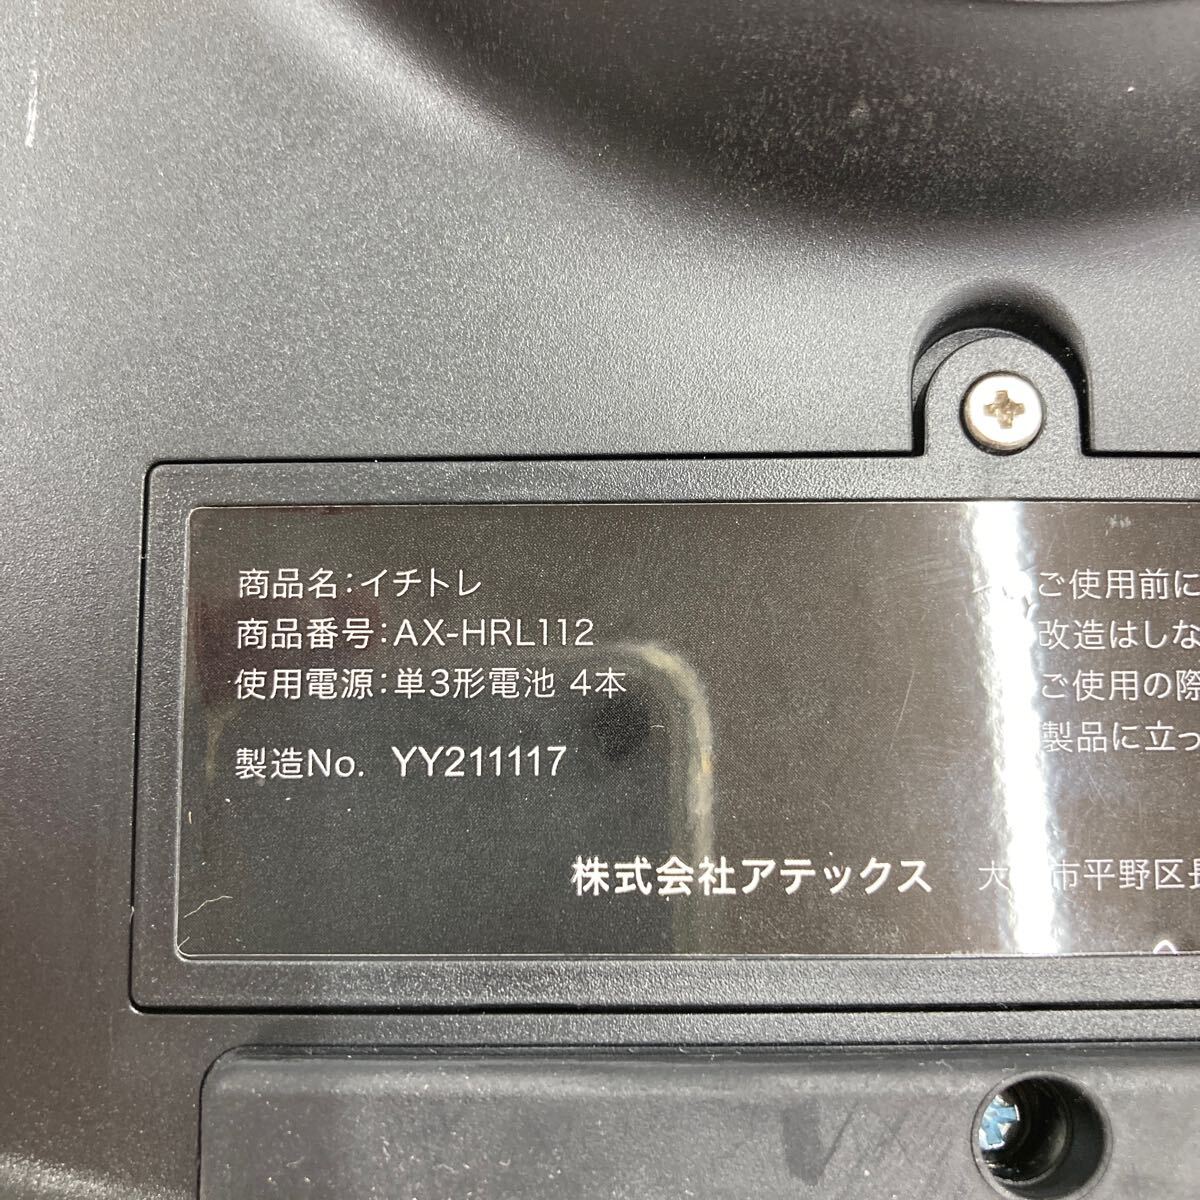 商品名:イチトレ
商品番号:AX-HRL112
使用電源:単3形電池 4本
製造No. YY211117
ご使用前に
改造はしな
ご使用の際
製品に立っ
株式会社アテックス
大 市平野区長